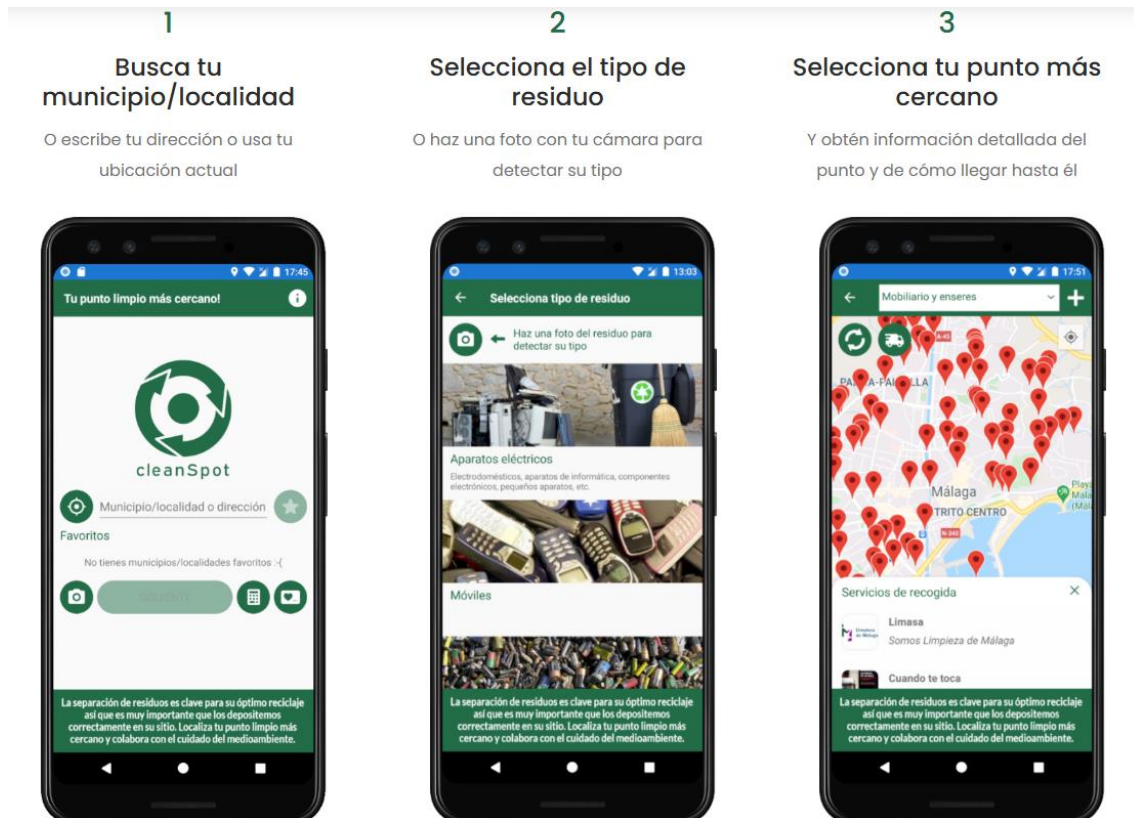 1
Busca tu
municipio/localidad
O escribe tu dirección o usa tu
ubicación actual
17:45
Tu punto limpio más cercano!
cleanSpot
Municipio/localidad o dirección
Favoritos
No tienes municipios/localidades favoritos :-(
SIGUIENTE
La separación de residuos es clave para su óptimo reciclaje
así que es muy importante que los depositemos
correctamente en su sitio. Localiza tu punto limpio más
cercano y colabora con el cuidado del medioambiente.
2
Selecciona el tipo de
residuo
O haz una foto con tu cámara para
detectar su tipo
13:03
Selecciona tipo de residuo
Haz una foto del residuo para
detectar su tipo
Aparatos eléctricos
Electrodomésticos, aparatos de informática, componentes
electrónicos, pequeños aparatos, etc.
Móviles
La separación de residuos es clave para su óptimo reciclaje
así que es muy importante que los depositemos
correctamente en su sitio. Localiza tu punto limpio más
cercano y colabora con el cuidado del medioambiente.
3
Selecciona tu punto más
cercano
Y obtén información detallada del
punto y de cómo llegar hasta él
17:51
Mobiliario y enseres
A-45
Málaga
TRITO CENTRO
N-340
Playa
Mala
(Mal
Servicios de recogida
Limasa
Somos Limpieza de Málaga
Cuando te toca
La separación de residuos es clave para su óptimo reciclaje
así que es muy importante que los depositemos
correctamente en su sitio. Localiza tu punto limpio más
cercano y colabora con el cuidado del medioambiente.